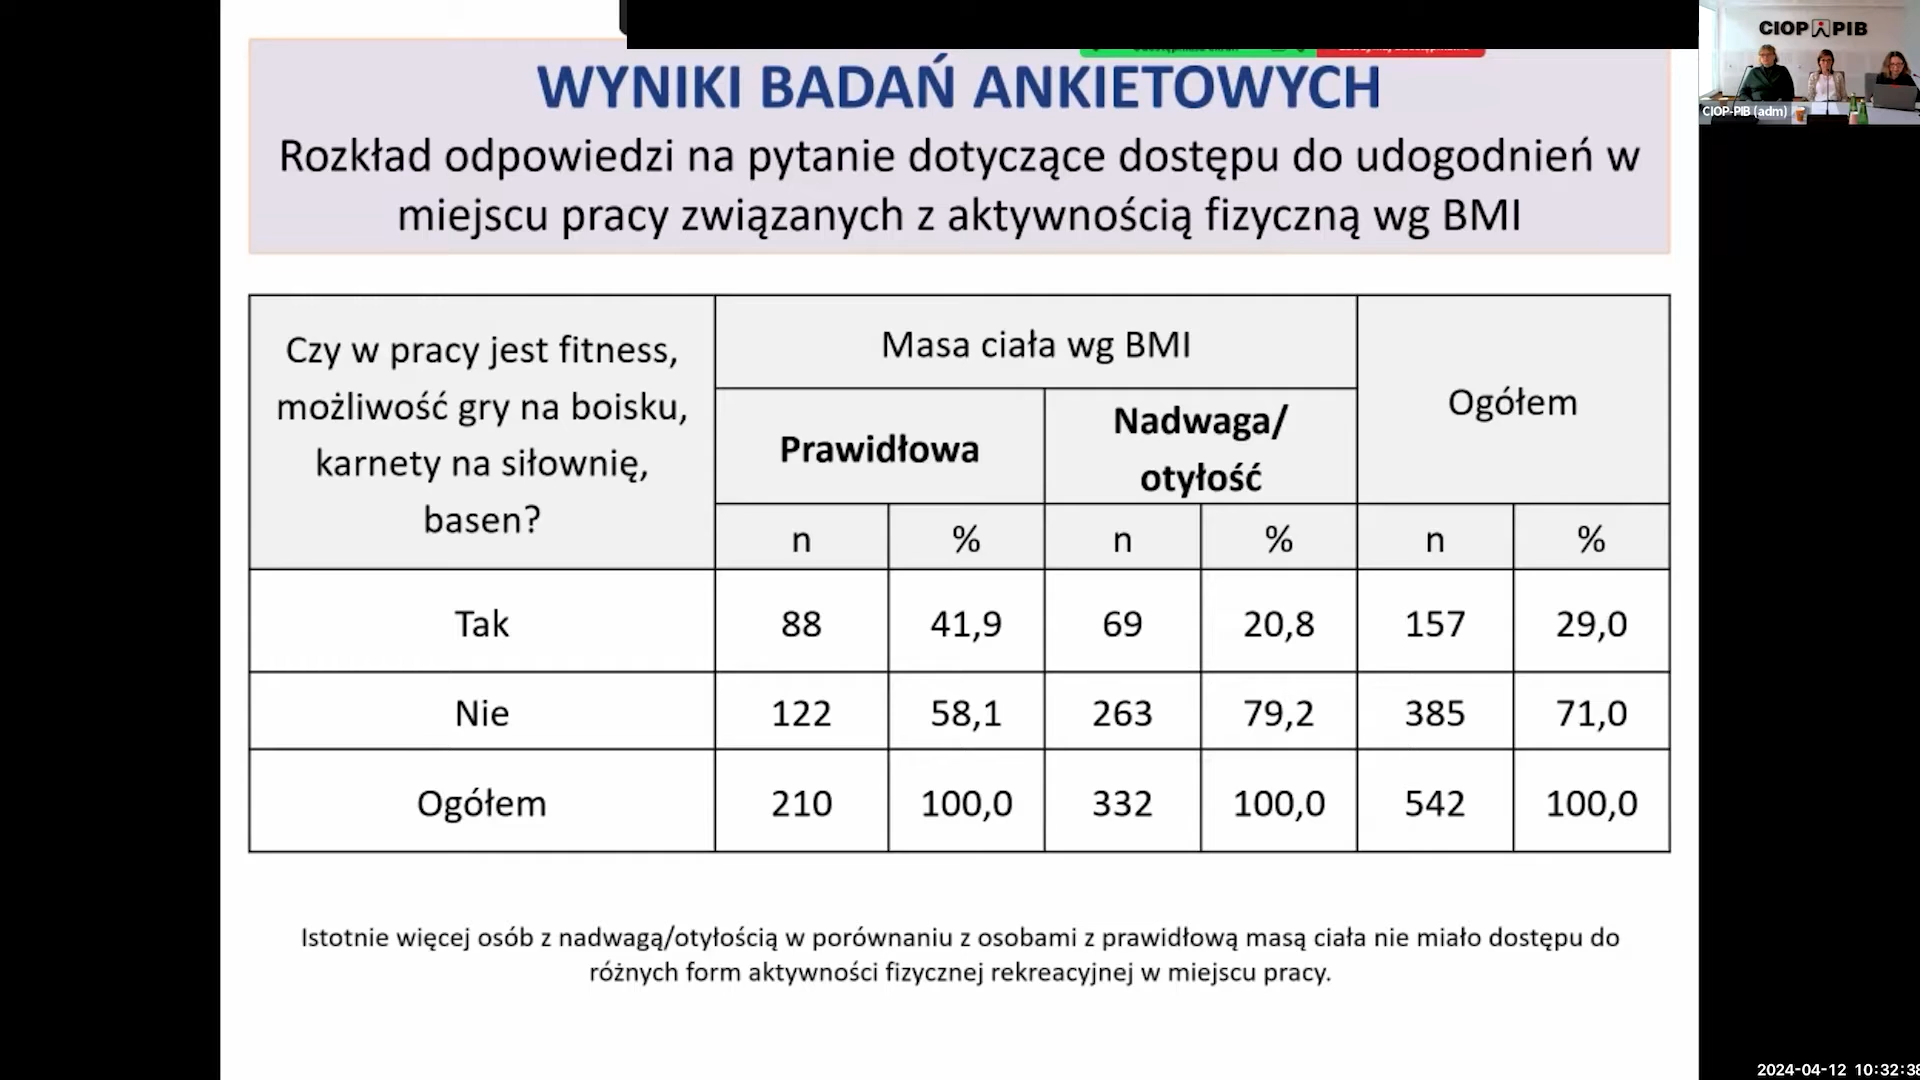 WYNIKI BADAŃ ANKIETOWYCH
Rozkład odpowiedzi na pytanie dotyczące dostępu do udogodnień w
miejscu pracy związanych z aktywnością fizyczną wg BMI
Czy w pracy jest fitness,
możliwość gry na boisku,
karnety na siłownię,
basen?
Masa ciała wg BMI
Ogółem
Prawidłowa
Nadwaga/
otyłość
n % n % n %
Tak 88 41,9 69 20,8 157 29,0
Nie 122 58,1 263 79,2 385 71,0
Ogółem 210 100,0 332 100,0 542 100,0
Istotnie więcej osób z nadwagą/otyłością w porównaniu z osobami z prawidłową masą ciała nie miało dostępu do
różnych form aktywności fizycznej rekreacyjnej w miejscu pracy.
CIOP PIB
CIOP-PIB (adm)
2024-04-12 10:32:38